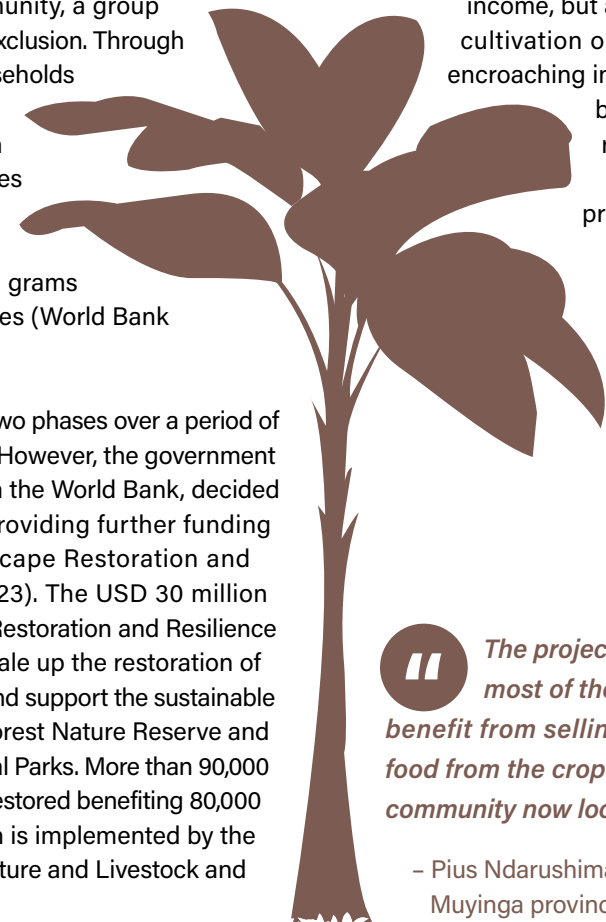 munity, a group
xclusion. Through
seholds
es
grams
es (World Bank
wo phases over a period of
However, the government
the World Bank, decided
roviding further funding
cape Restoration and
23). The USD 30 million
Restoration and Resilience
ale up the restoration of
nd support the sustainable
orest Nature Reserve and
l Parks. More than 90,000
estored benefiting 80,000
is implemented by the
ture and Livestock and
income, but
cultivation o
encroaching in
b
pr
“
The projec
most of the
benefit from sellin
food from the crop
community now loo
– Pius Ndarushima
Muyinga provinc